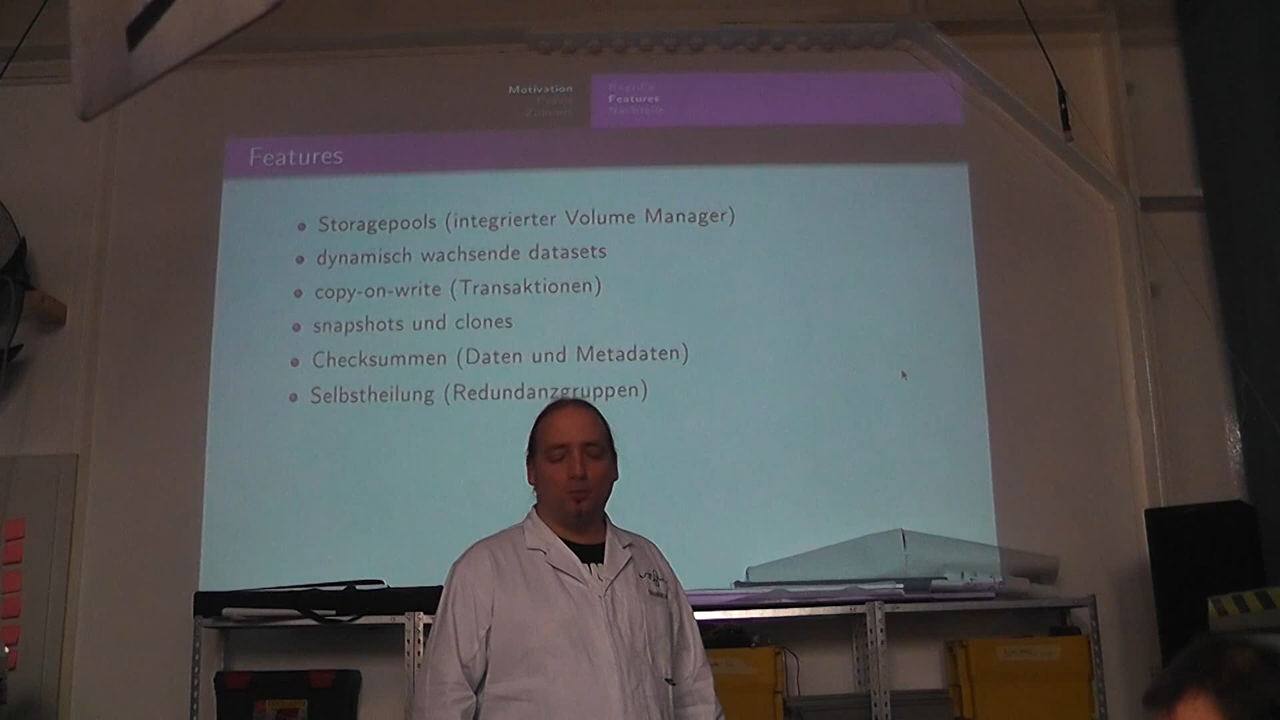 Motivation
Features
Nachteile
Features
Storagepools (integrierter Volume Manager)
dynamisch wachsende datasets
copy-on-write (Transaktionen)
snapshots und clones
Checksummen (Daten und Metadaten)
Selbstheilung (Redundanzgruppen)